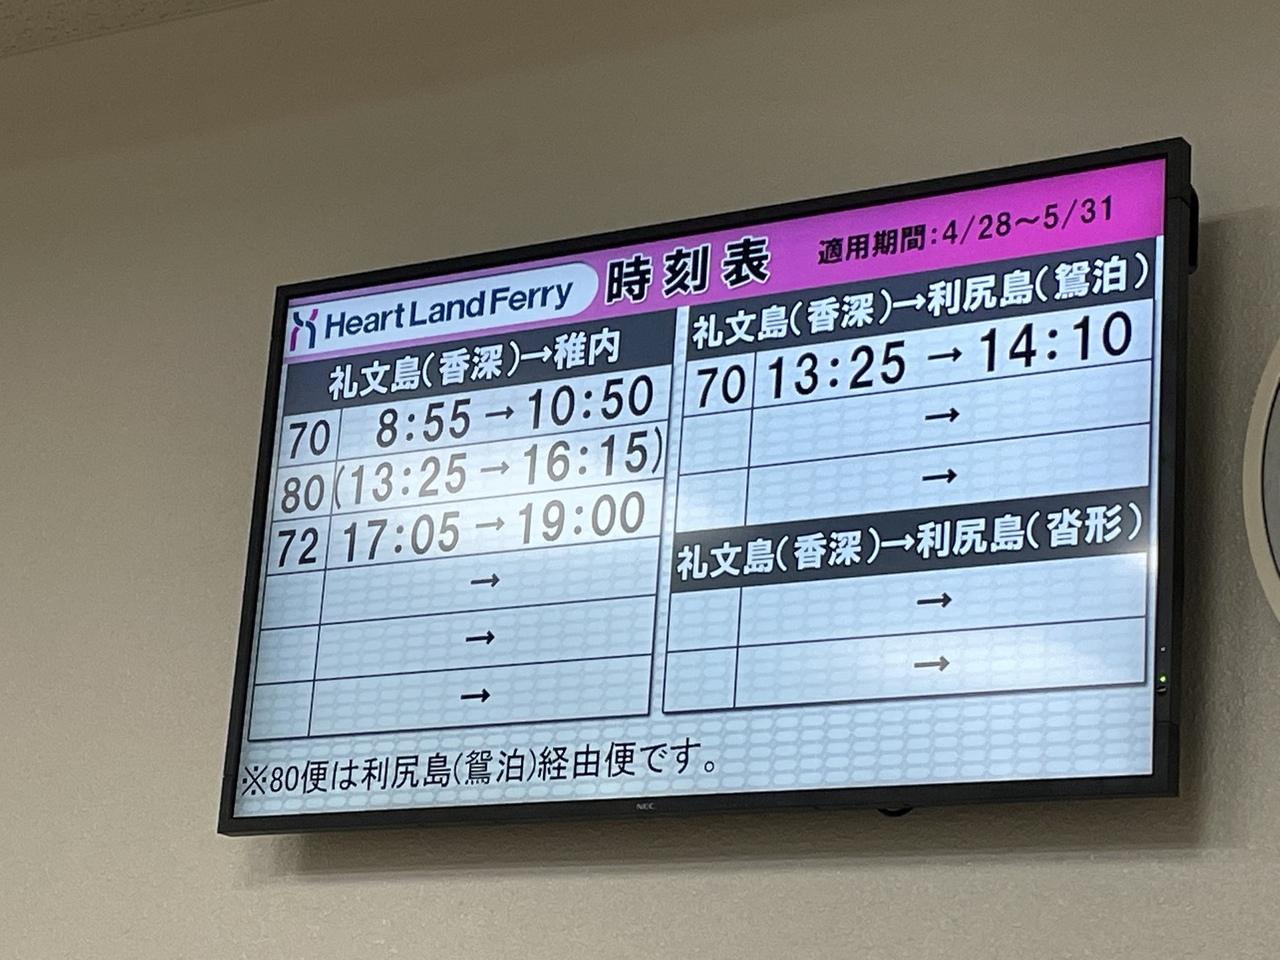 Heart Land Ferry 時刻表 適用期間:4/28～5/31
礼文島(香深)→稚内
70 8:55 → 10:50
80 (13:25 → 16:15)
72 17:05 → 19:00
→
→
→
礼文島(香深)→利尻島(鴛泊)
70 13:25 → 14:10
→
→
礼文島(香深)→利尻島(沓形)
→
→
※80便は利尻島(鴛泊)経由便です。
NEC